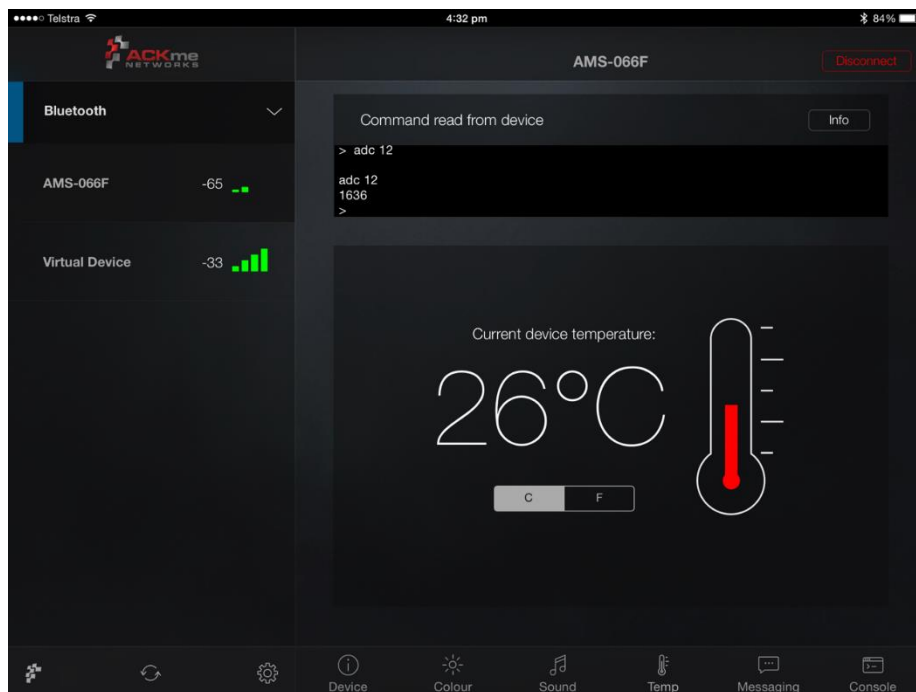 Telstra
4:32 pm
84%
ACKme
NETWORKS
AMS-066F
Disconnect
Bluetooth
AMS-066F
-65
Virtual Device
-33
Command read from device
Info
> adc 12
adc 12
1636
>
Current device temperature:
26°C
C
F
Device
Colour
Sound
Temp
Messaging
Console